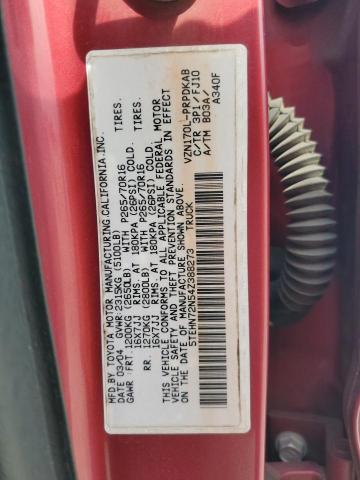 MFD BY: TOYOTA MOTOR MANUFACTURING CALIFORNIA,INC.
DATE 03/04 GVWR:2315KG (5100LB)
GAWR FRT. 1200KG (2650LB) WITH P265/70R16 TIRES.
16X7JJ RIMS. AT 180KPA (26PSI) COLD.
RR. 1270KG (2800LB) WITH P265/70R16 TIRES.
16X7JJ RIMS. AT 180KPA (26PSI) COLD.
THIS VEHICLE CONFORMS TO ALL APPLICABLE FEDERAL MOTOR
VEHICLE SAFETY AND THEFT PREVENTION STANDARDS IN EFFECT
ON THE DATE OF MANUFACTURE SHOWN ABOVE.
5TEHN72N54Z388273 TRUCK
VZN170L-PRPDKAB
C/TR 3P1/FJ10
A/TM B03A/
A340F